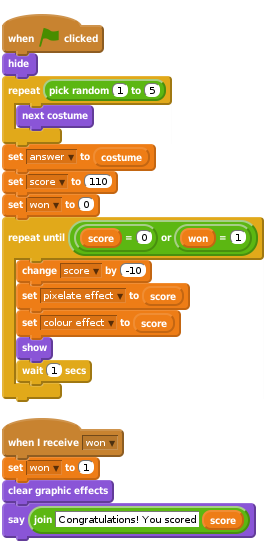 when clicked
hide
repeat pick random 1 to 5
next costume
set answer to costume
set score to 110
set won to 0
repeat until score = 0 or won = 1
change score by -10
set pixelate effect to score
set colour effect to score
show
wait 1 secs
when I receive won
set won to 1
clear graphic effects
say join Congratulations! You scored score